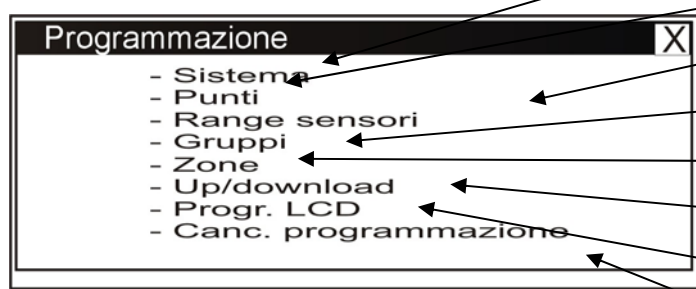 Programmazione X
- Sistema
- Punti
- Range sensori
- Gruppi
- Zone
- Up/download
- Progr. LCD
- Canc. programmazione